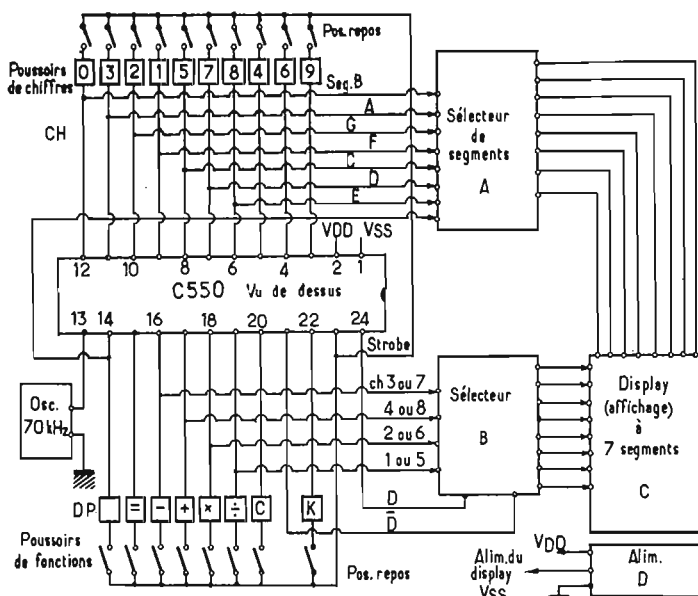 Pos. repos
Poussoirs de chiffres
0 3 2 1 5 7 8 4 6 9
CH
Seg.B
A
G
F
C
D
E
Sélecteur de segments A
VDD VSS
12 10 8 6 4 2 1
C550 Vu de dessus
13 14 16 18 20 22 24
Strobe
Osc. 70kHz
ch 3 ou 7
4 ou 8
2 ou 6
1 ou 5
D
D̅
Sélecteur B
Display (affichage) à 7 segments C
DP = - + × ÷ C K
Poussoirs de fonctions
Pos. repos
VDD
Alim. du display
VSS
Alim. D